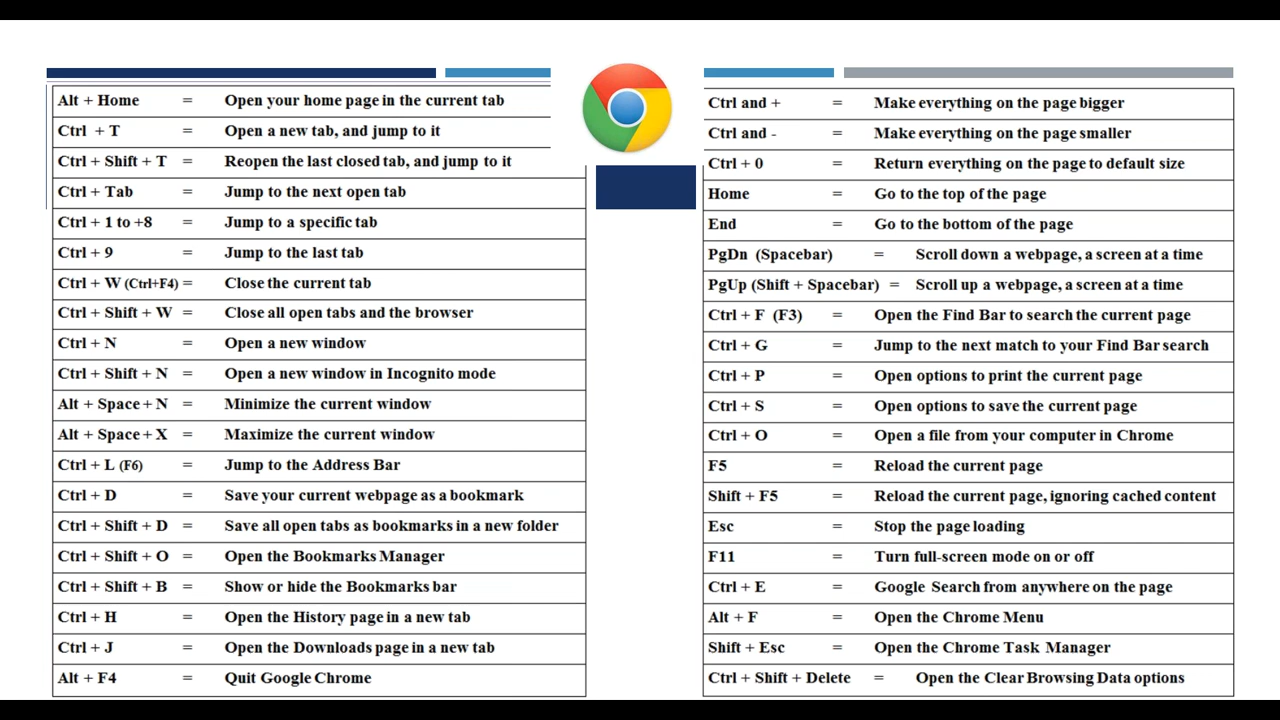 Alt + Home = Open your home page in the current tab
Ctrl + T = Open a new tab, and jump to it
Ctrl + Shift + T = Reopen the last closed tab, and jump to it
Ctrl + Tab = Jump to the next open tab
Ctrl + 1 to +8 = Jump to a specific tab
Ctrl + 9 = Jump to the last tab
Ctrl + W (Ctrl+F4) = Close the current tab
Ctrl + Shift + W = Close all open tabs and the browser
Ctrl + N = Open a new window
Ctrl + Shift + N = Open a new window in Incognito mode
Alt + Space + N = Minimize the current window
Alt + Space + X = Maximize the current window
Ctrl + L (F6) = Jump to the Address Bar
Ctrl + D = Save your current webpage as a bookmark
Ctrl + Shift + D = Save all open tabs as bookmarks in a new folder
Ctrl + Shift + O = Open the Bookmarks Manager
Ctrl + Shift + B = Show or hide the Bookmarks bar
Ctrl + H = Open the History page in a new tab
Ctrl + J = Open the Downloads page in a new tab
Alt + F4 = Quit Google Chrome
Ctrl and + = Make everything on the page bigger
Ctrl and - = Make everything on the page smaller
Ctrl + 0 = Return everything on the page to default size
Home = Go to the top of the page
End = Go to the bottom of the page
PgDn (Spacebar) = Scroll down a webpage, a screen at a time
PgUp (Shift + Spacebar) = Scroll up a webpage, a screen at a time
Ctrl + F (F3) = Open the Find Bar to search the current page
Ctrl + G = Jump to the next match to your Find Bar search
Ctrl + P = Open options to print the current page
Ctrl + S = Open options to save the current page
Ctrl + O = Open a file from your computer in Chrome
F5 = Reload the current page
Shift + F5 = Reload the current page, ignoring cached content
Esc = Stop the page loading
F11 = Turn full-screen mode on or off
Ctrl + E = Google Search from anywhere on the page
Alt + F = Open the Chrome Menu
Shift + Esc = Open the Chrome Task Manager
Ctrl + Shift + Delete = Open the Clear Browsing Data options